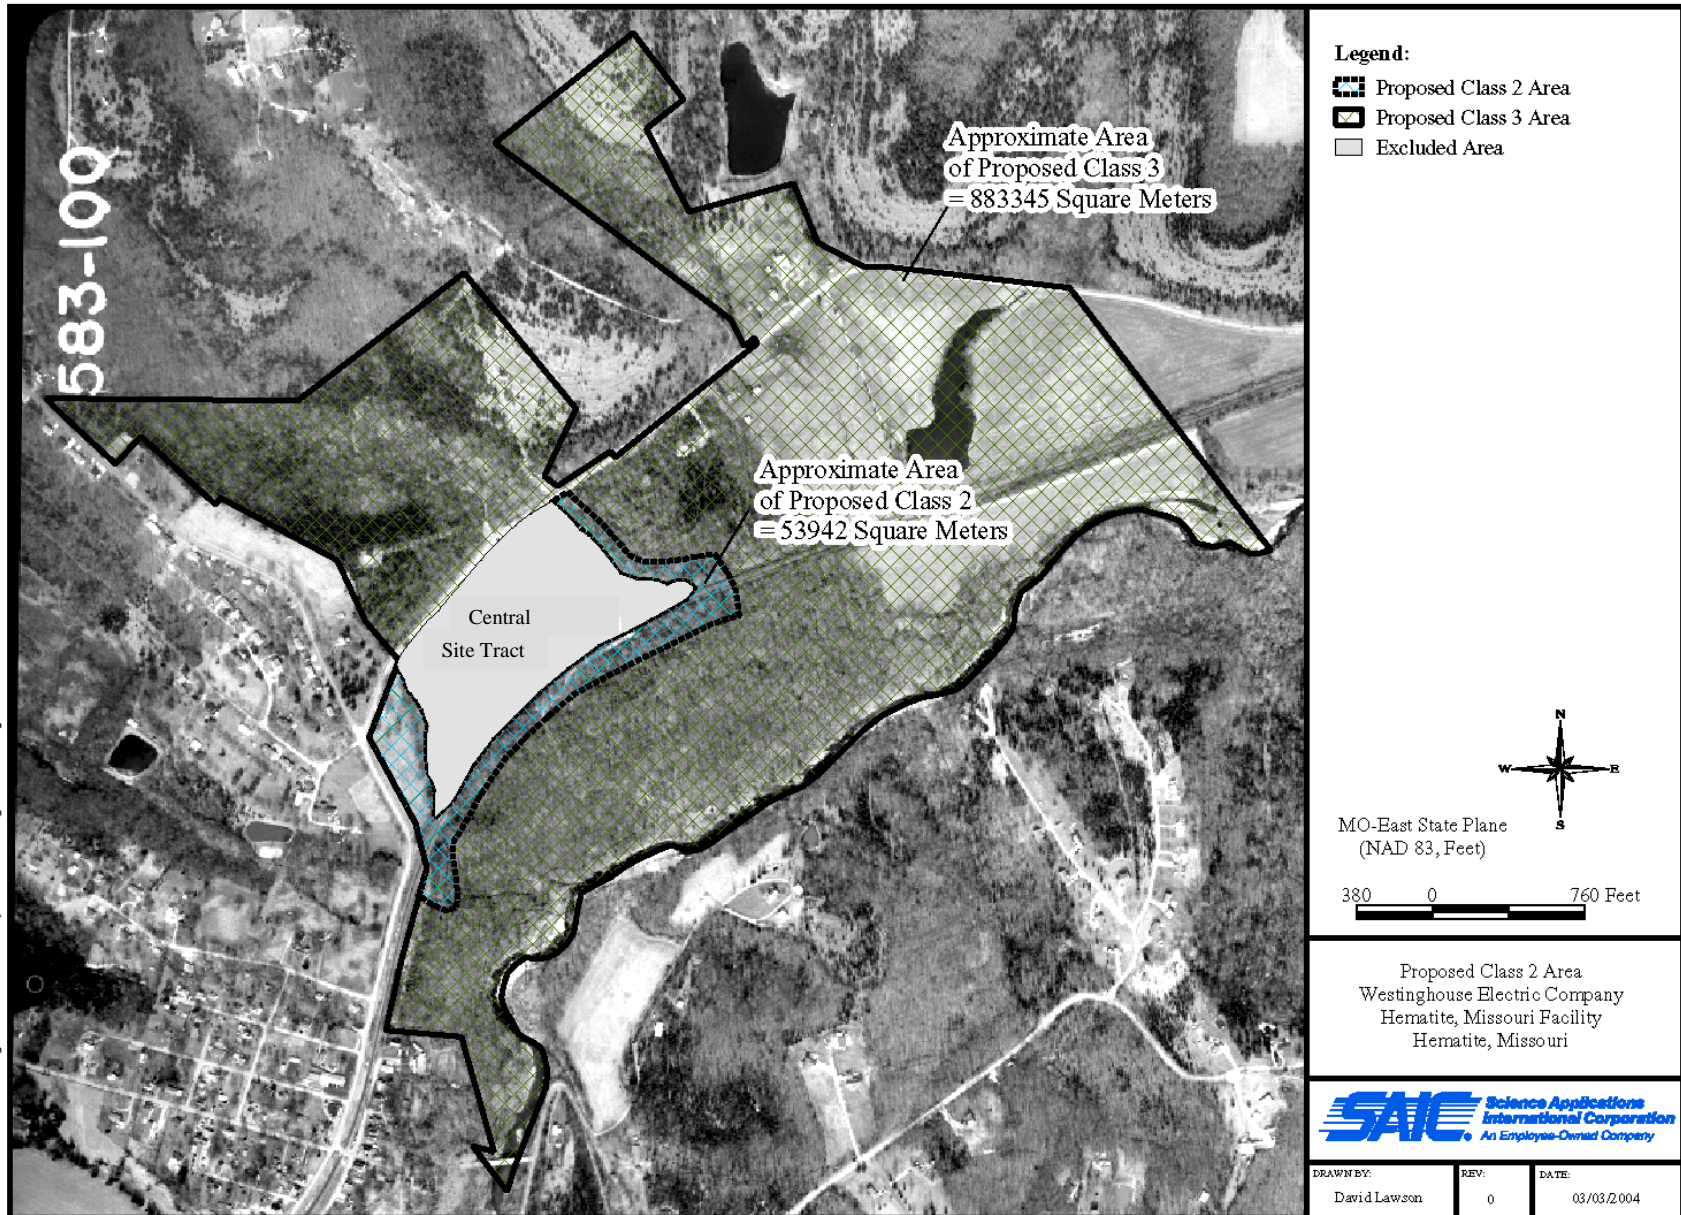 583-100
Approximate Area
of Proposed Class 3
= 883345 Square Meters
Approximate Area
of Proposed Class 2
= 53942 Square Meters
Central
Site Tract
Legend:
Proposed Class 2 Area
Proposed Class 3 Area
Excluded Area
N
W E
S
MO-East State Plane
(NAD 83, Feet)
380 0 760 Feet
Proposed Class 2 Area
Westinghouse Electric Company
Hematite, Missouri Facility
Hematite, Missouri
SAIC
Science Applications
International Corporation
An Employee-Owned Company
DRAWN BY:
David Lawson
REV:
0
DATE:
03/03/2004